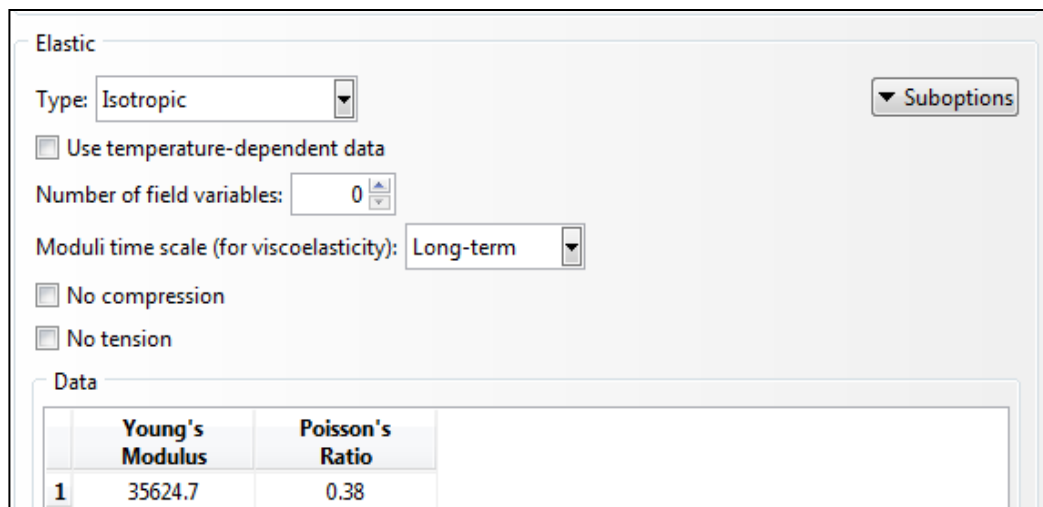 Elastic
Type: Isotropic
Suboptions
Use temperature-dependent data
Number of field variables: 0
Moduli time scale (for viscoelasticity): Long-term
No compression
No tension
Data
Young's Modulus Poisson's Ratio
1 35624.7 0.38